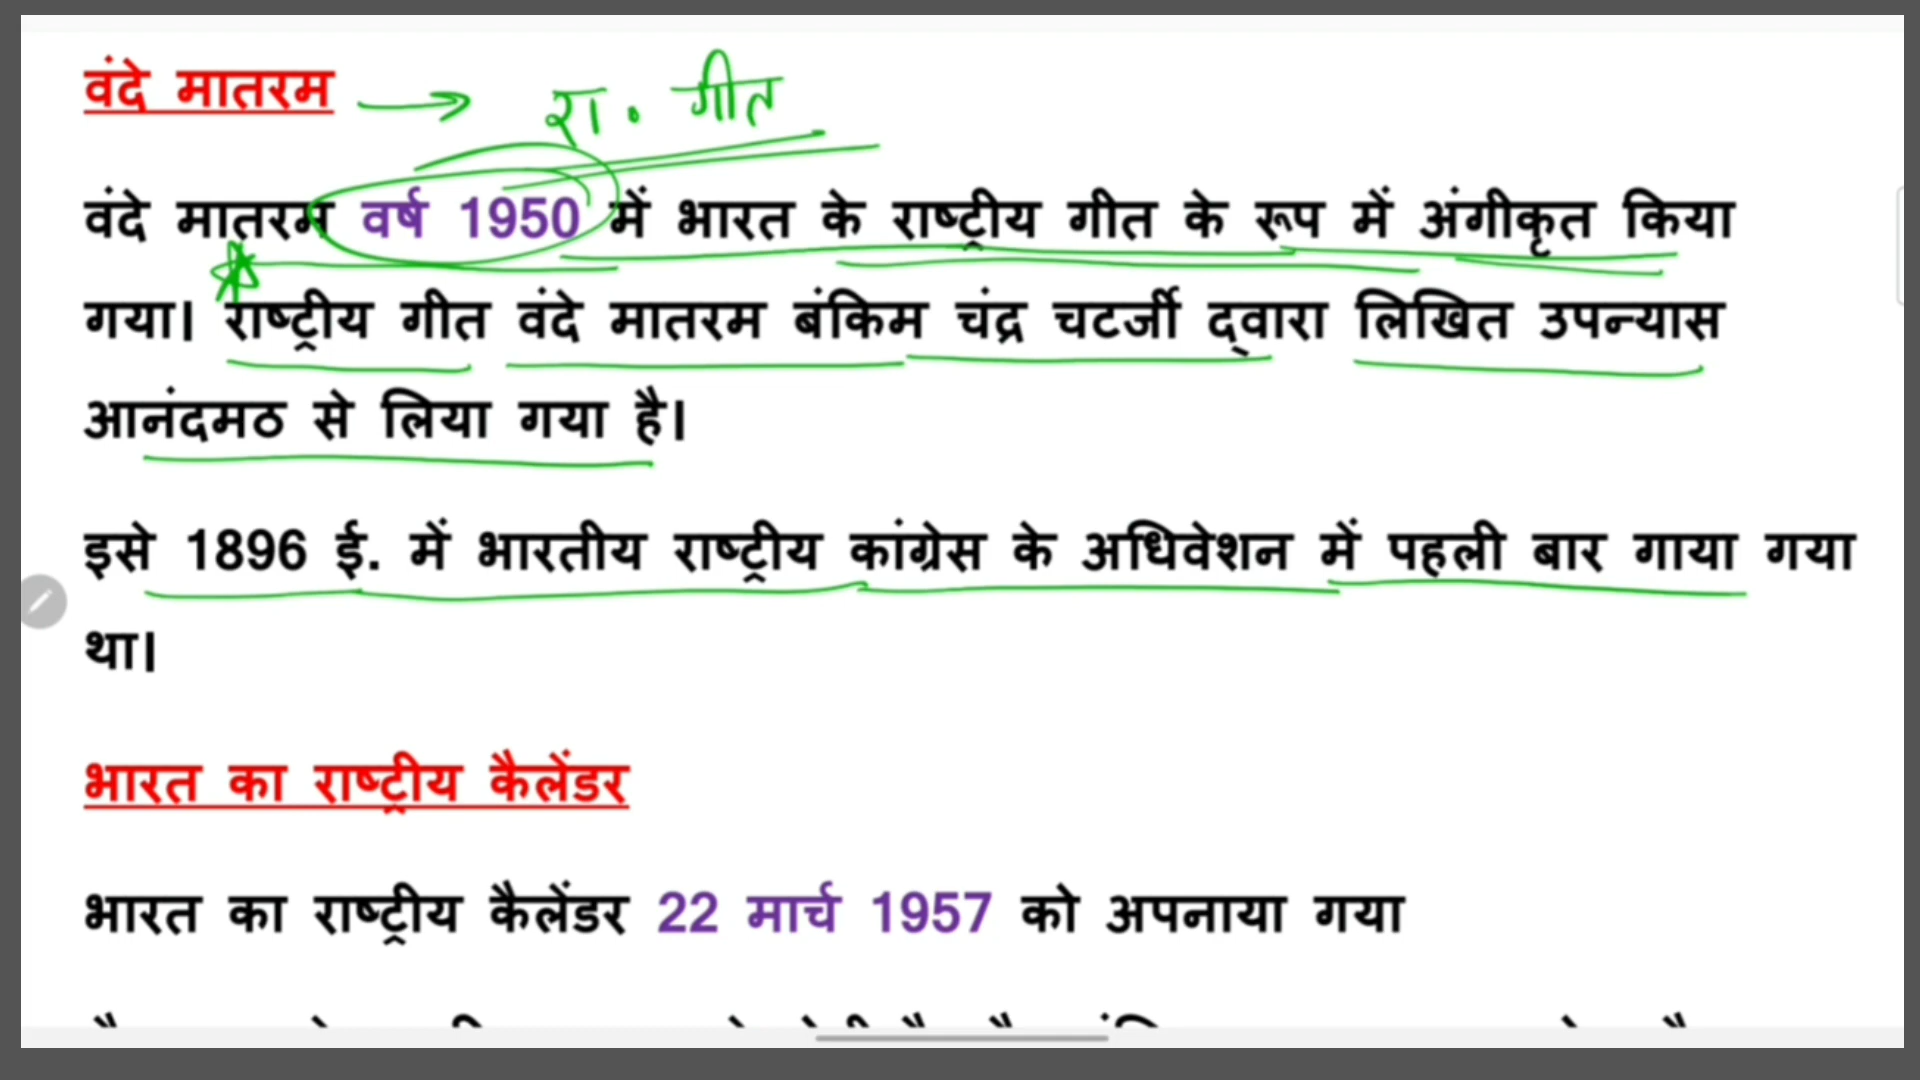 वंदे मातरम → रा. गीत
वंदे मातरम वर्ष 1950 में भारत के राष्ट्रीय गीत के रूप में अंगीकृत किया
गया। राष्ट्रीय गीत वंदे मातरम बंकिम चंद्र चटर्जी द्वारा लिखित उपन्यास
आनंदमठ से लिया गया है।
इसे 1896 ई. में भारतीय राष्ट्रीय कांग्रेस के अधिवेशन में पहली बार गाया गया
था।
भारत का राष्ट्रीय कैलेंडर
भारत का राष्ट्रीय कैलेंडर 22 मार्च 1957 को अपनाया गया